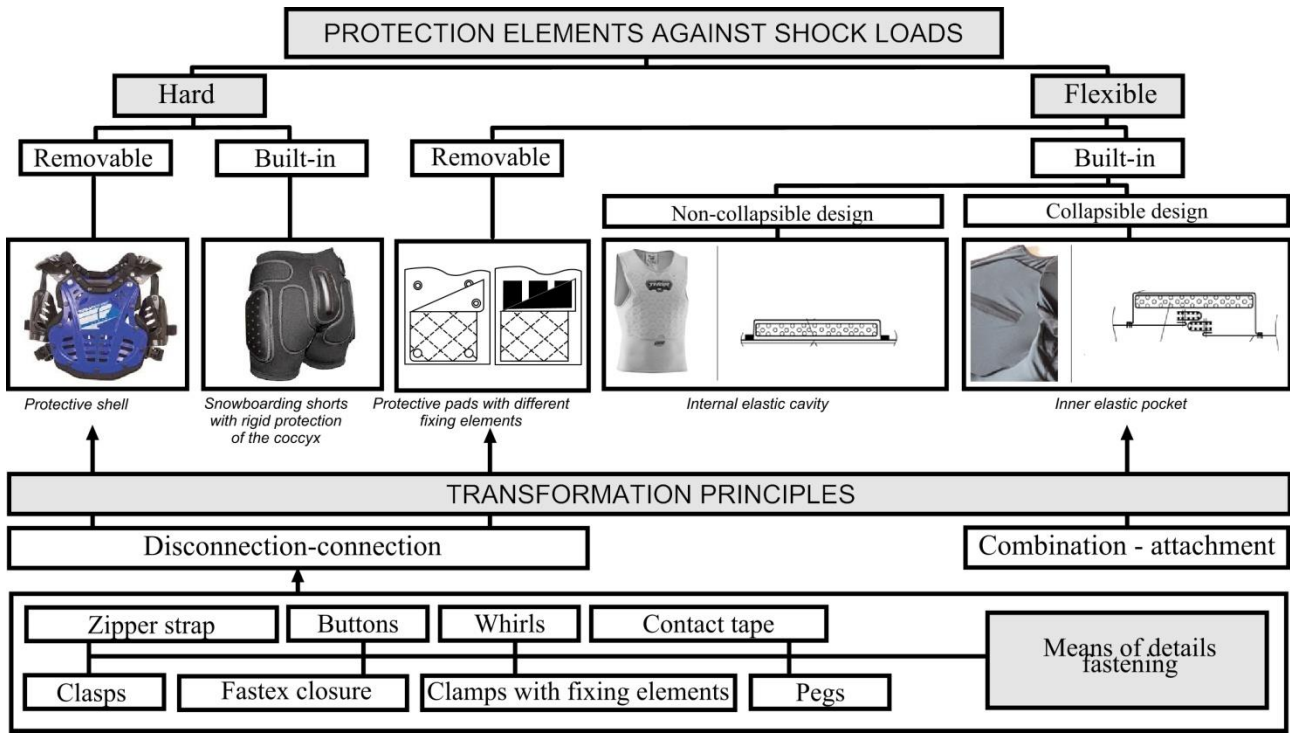 PROTECTION ELEMENTS AGAINST SHOCK LOADS
Hard
Flexible
Removable
Built-in
Removable
Built-in
Non-collapsible design
Collapsible design
Protective shell
Snowboarding shorts
with rigid protection
of the coccyx
Protective pads with different
fixing elements
Internal elastic cavity
Inner elastic pocket
TRANSFORMATION PRINCIPLES
Disconnection-connection
Combination - attachment
Zipper strap
Buttons
Whirls
Contact tape
Means of details
fastening
Clasps
Fastex closure
Clamps with fixing elements
Pegs